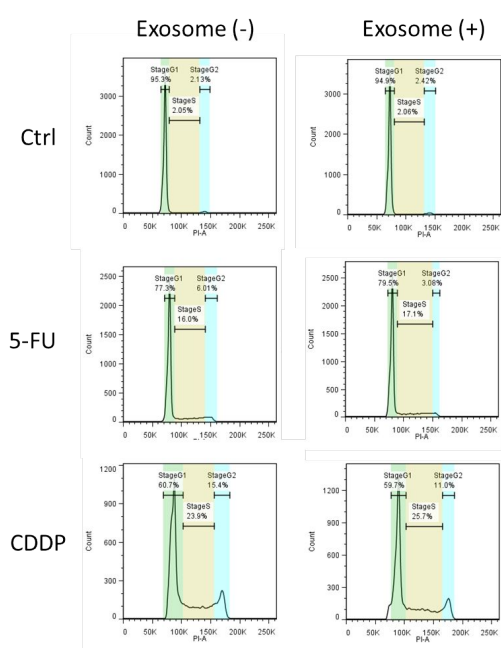 Exosome (-)
Exosome (+)
Ctrl
StageG1
95.3%
StageG2
2.13%
StageS
2.05%
Count
3000
2000
1000
0
0 50K 100K 150K 200K 250K
PI-A
StageG1
94.9%
StageG2
2.42%
StageS
2.06%
Count
3000
2000
1000
0
0 50K 100K 150K 200K 250K
PI-A
5-FU
StageG1
77.3%
StageG2
6.01%
StageS
16.0%
Count
2500
2000
1500
1000
500
0
0 50K 100K 150K 200K 250K
StageG1
79.5%
StageG2
3.08%
StageS
17.1%
Count
2500
2000
1500
1000
500
0
0 50K 100K 150K 200K 250K
PI-A
CDDP
StageG1
60.7%
StageG2
15.4%
StageS
23.9%
Count
1200
900
600
300
0
0 50K 100K 150K 200K 250K
PI-A
StageG1
59.7%
StageG2
11.0%
StageS
25.7%
Count
1200
900
600
300
0
0 50K 100K 150K 200K 250K
PI-A